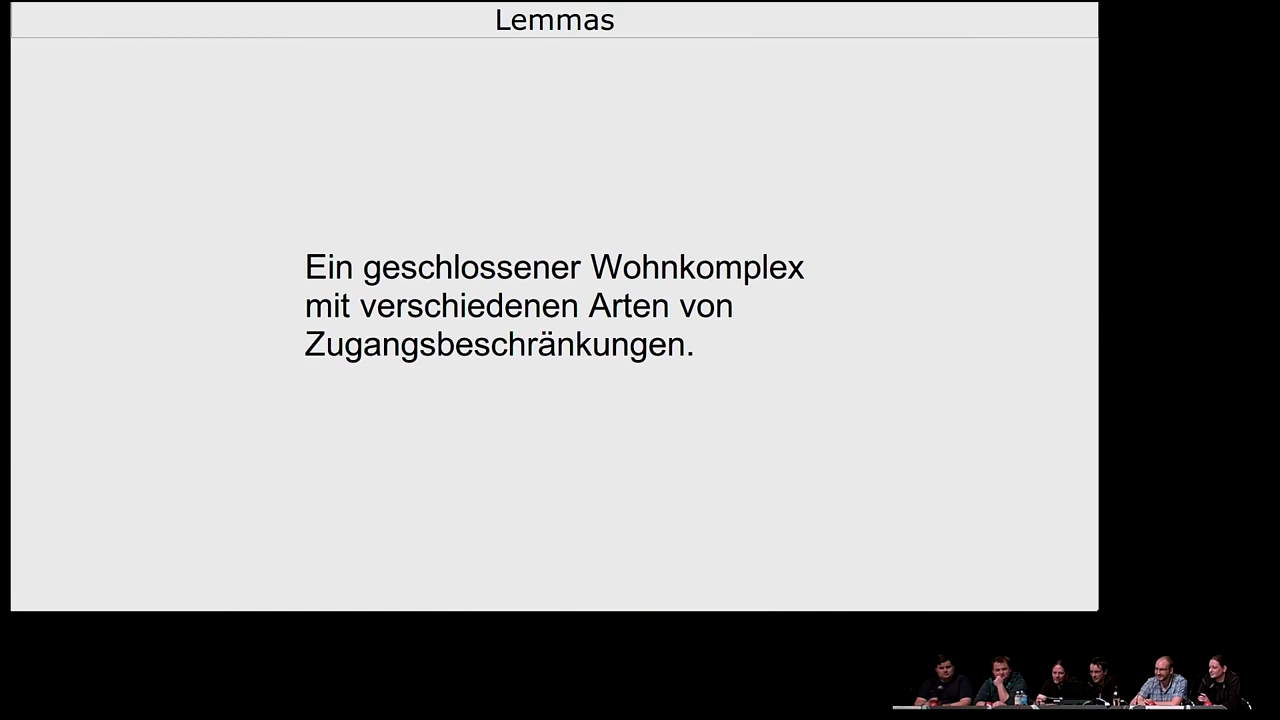 Lemmas
Ein geschlossener Wohnkomplex
mit verschiedenen Arten von
Zugangsbeschränkungen.